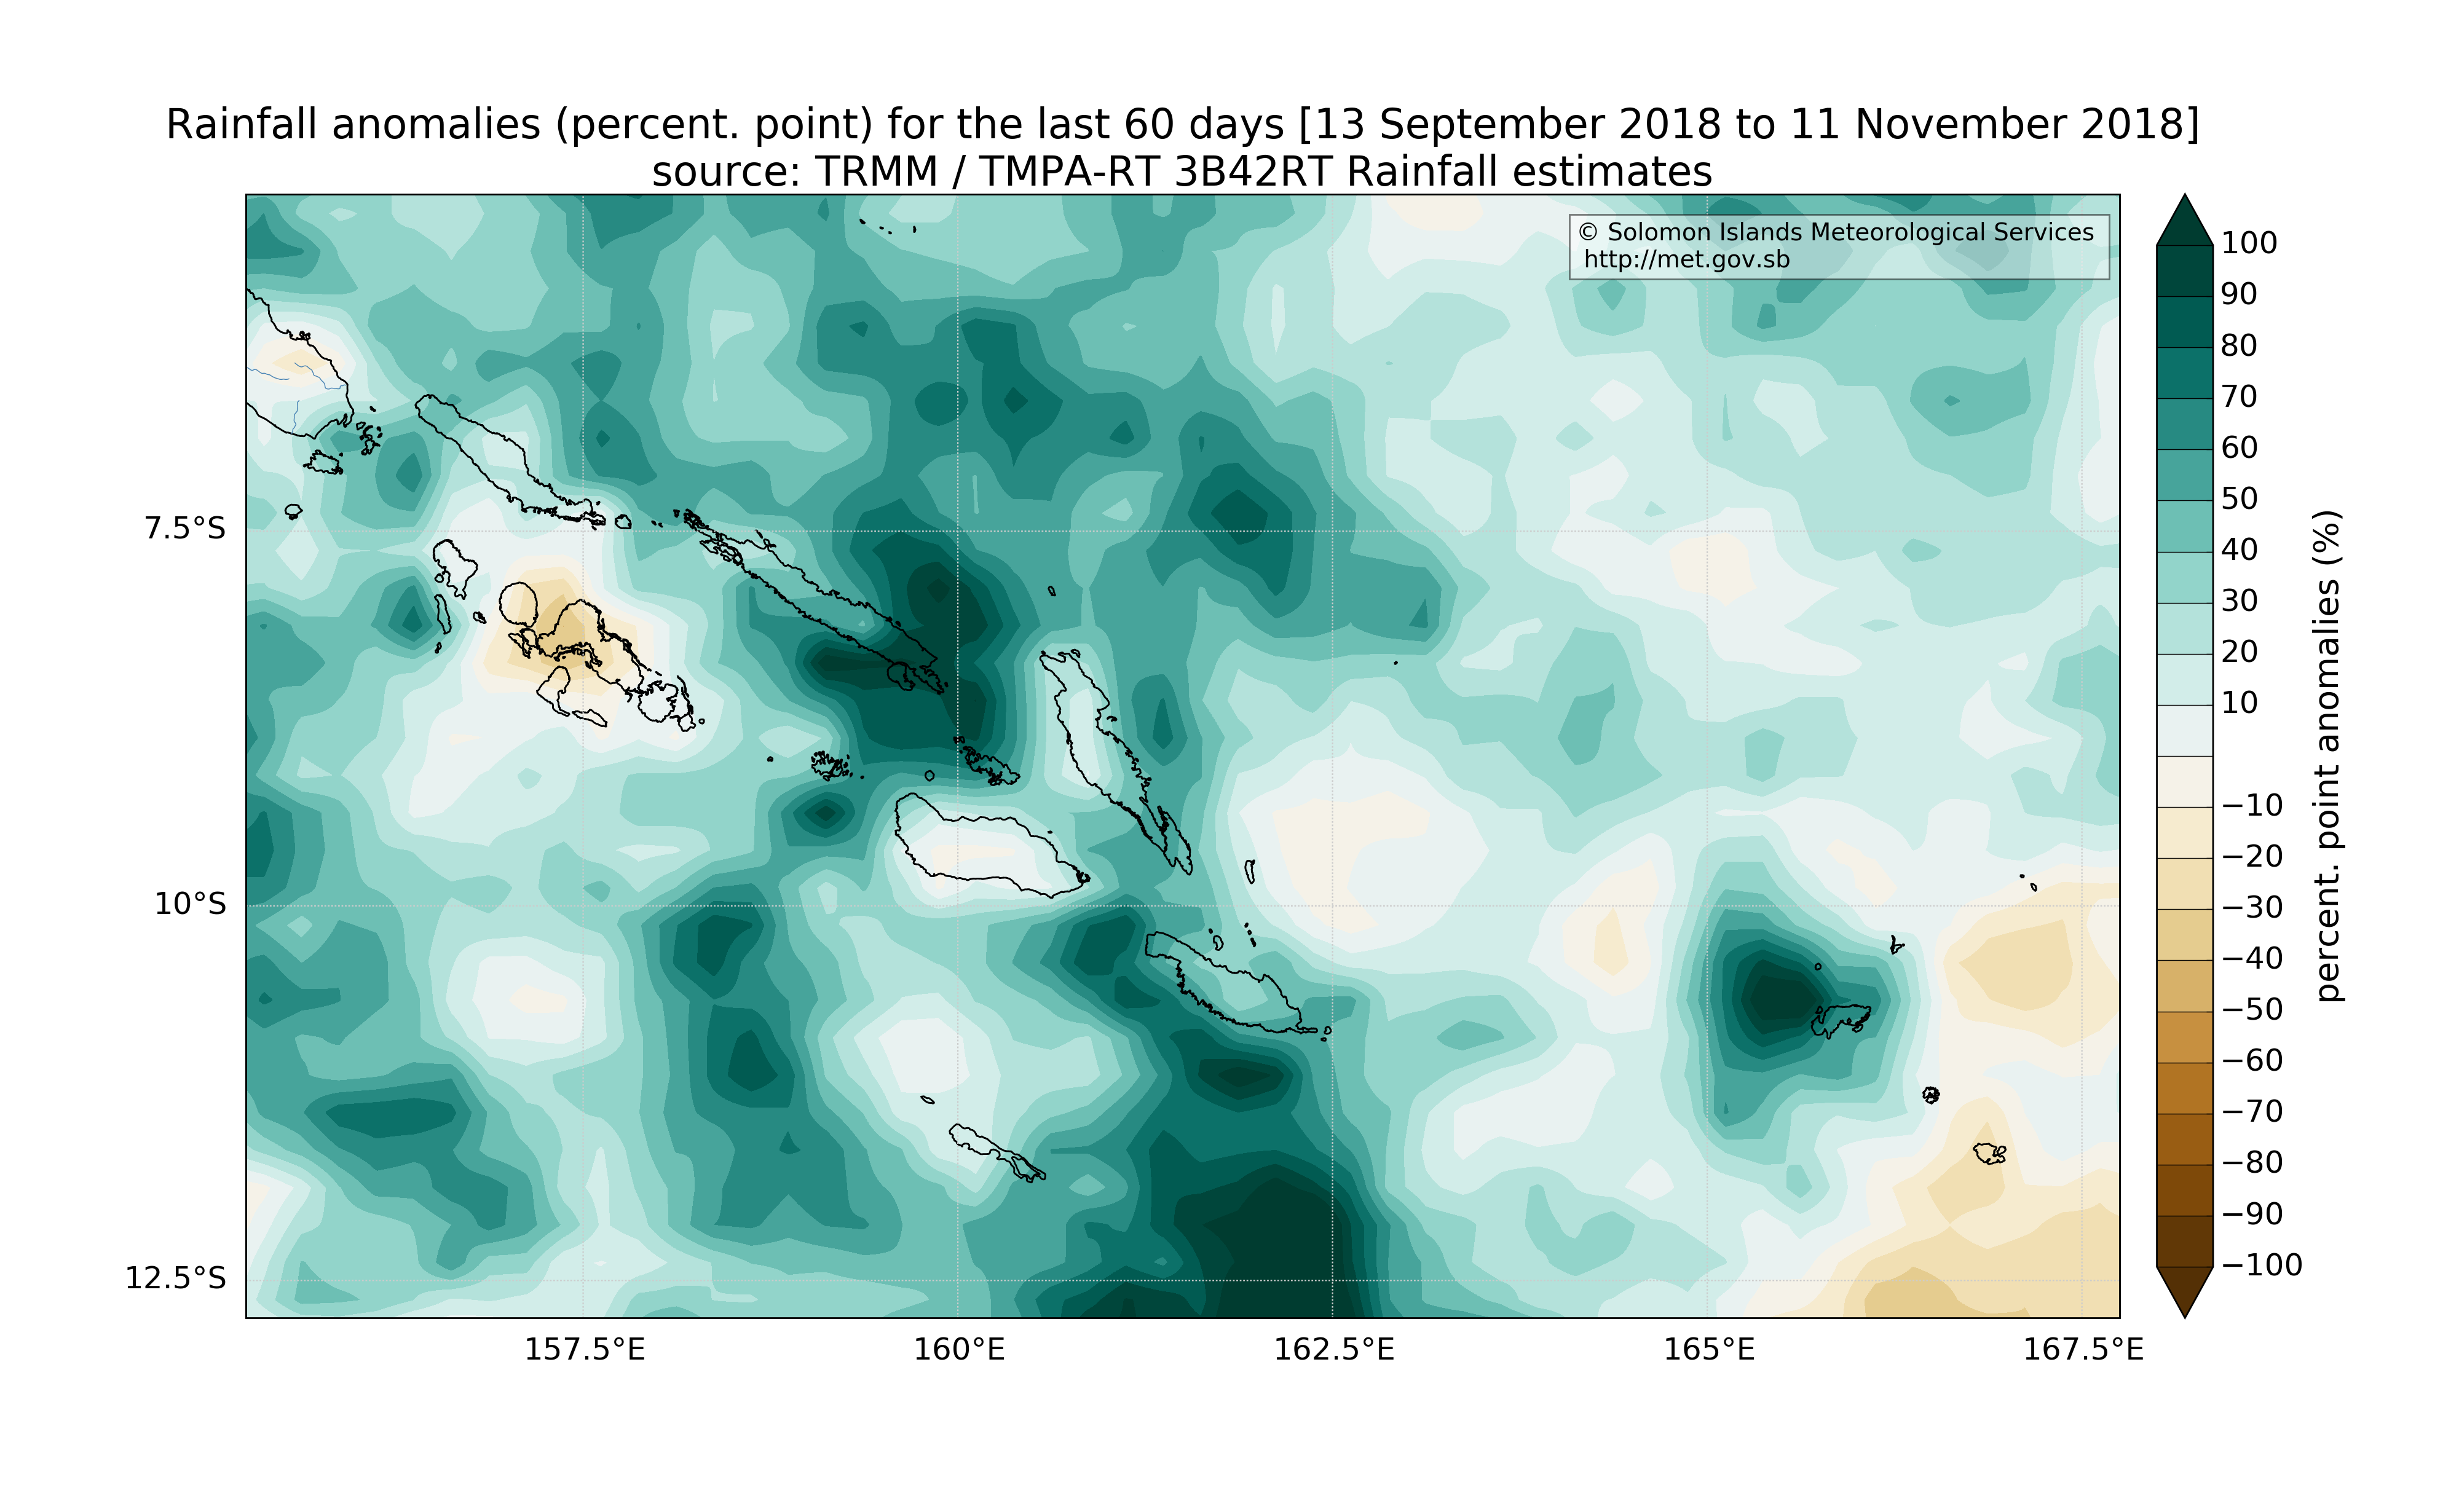 Rainfall anomalies (percent. point) for the last 60 days [13 September 2018 to 11 November 2018]
source: TRMM / TMPA-RT 3B42RT Rainfall estimates
© Solomon Islands Meteorological Services
http://met.gov.sb
7.5°S
10°S
12.5°S
157.5°E
160°E
162.5°E
165°E
167.5°E
100
90
80
70
60
50
40
30
20
10
−10
−20
−30
−40
−50
−60
−70
−80
−90
−100
percent. point anomalies (%)